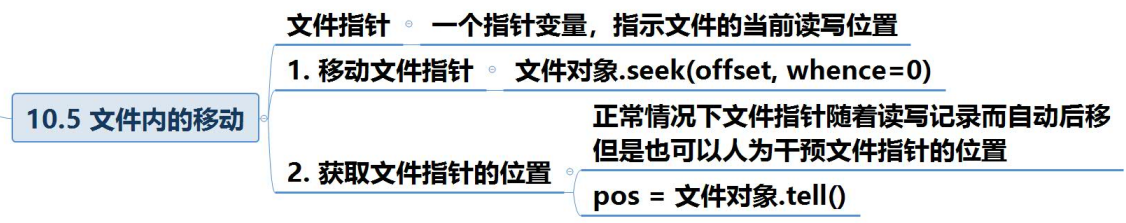 10.5 文件内的移动
文件指针
一个指针变量，指示文件的当前读写位置
1. 移动文件指针
文件对象.seek(offset, whence=0)
2. 获取文件指针的位置
正常情况下文件指针随着读写记录而自动后移
但是也可以人为干预文件指针的位置
pos = 文件对象.tell()